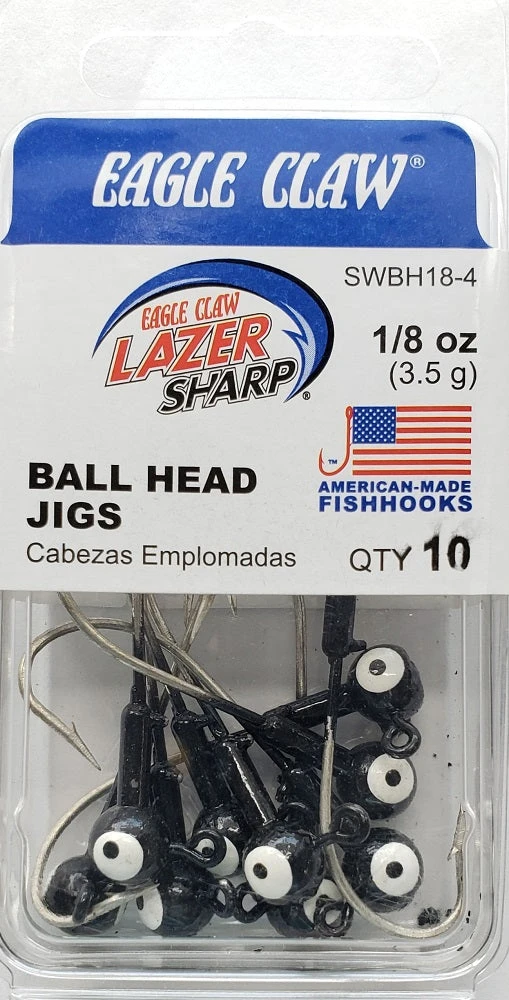 EAGLE CLAW®
SWBH18-4
EAGLE CLAW
LAZER
SHARP®
1/8 oz
(3.5 g)
™
AMERICAN-MADE
FISHHOOKS
BALL HEAD
JIGS
Cabezas Emplomadas
QTY 10